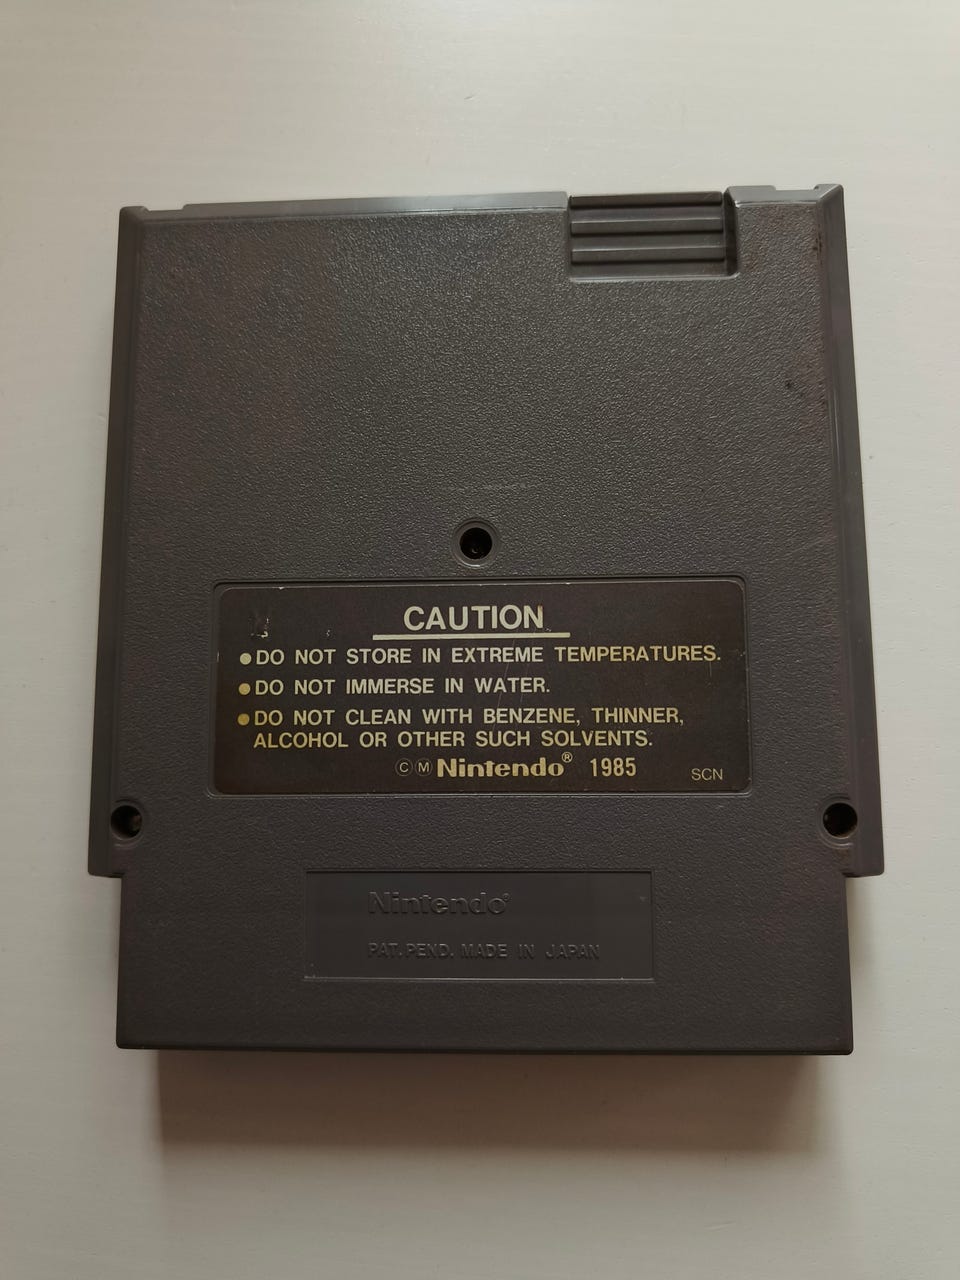 CAUTION
●DO NOT STORE IN EXTREME TEMPERATURES.
●DO NOT IMMERSE IN WATER.
●DO NOT CLEAN WITH BENZENE, THINNER,
ALCOHOL OR OTHER SUCH SOLVENTS.
ⒸⓂNintendo® 1985 SCN
Nintendo®
PAT. PEND. MADE IN JAPAN